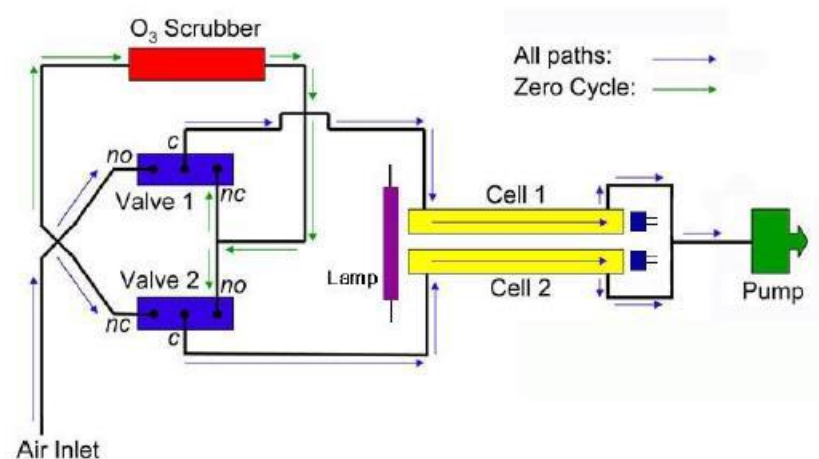 O3 Scrubber
All paths:
Zero Cycle:
c
no
nc
Valve 1
Cell 1
Lamp
Valve 2
no
nc
c
Cell 2
Pump
Air Inlet